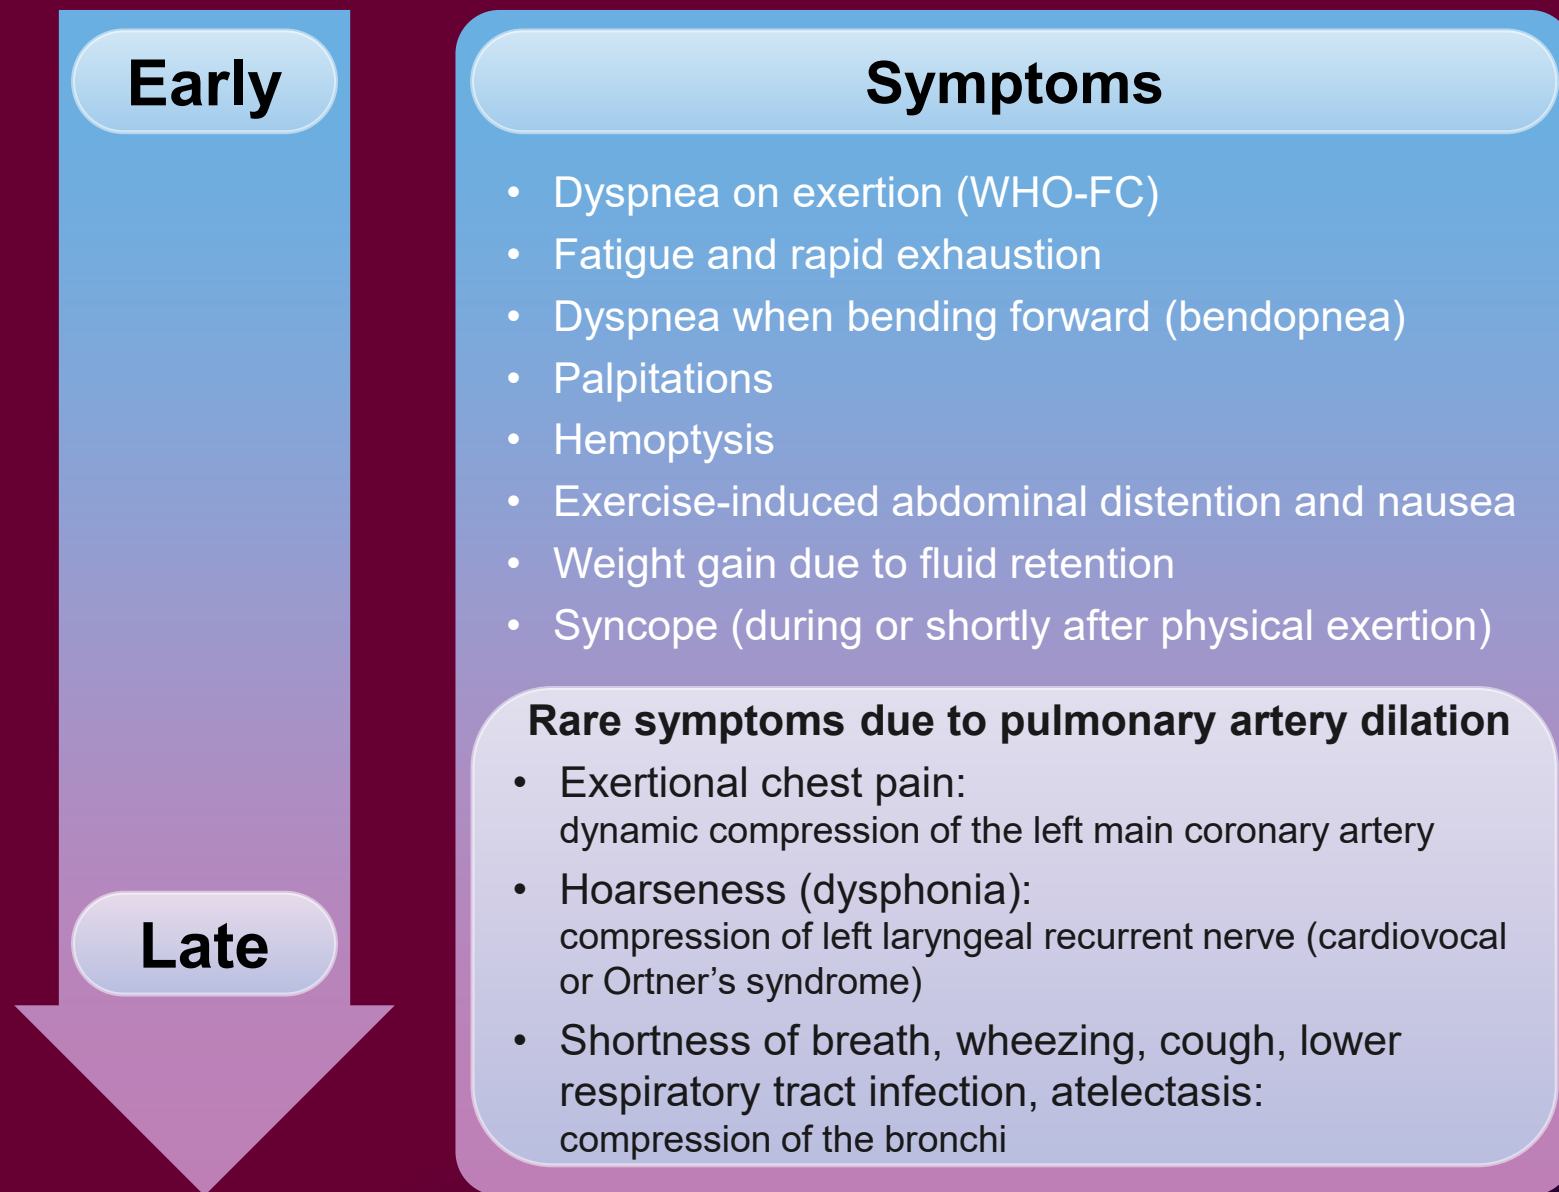 Early
Symptoms
• Dyspnea on exertion (WHO-FC)
• Fatigue and rapid exhaustion
• Dyspnea when bending forward (bendopnea)
• Palpitations
• Hemoptysis
• Exercise-induced abdominal distention and nausea
• Weight gain due to fluid retention
• Syncope (during or shortly after physical exertion)
Rare symptoms due to pulmonary artery dilation
• Exertional chest pain:
dynamic compression of the left main coronary artery
• Hoarseness (dysphonia):
compression of left laryngeal recurrent nerve (cardiovocal
or Ortner’s syndrome)
• Shortness of breath, wheezing, cough, lower
respiratory tract infection, atelectasis:
compression of the bronchi
Late